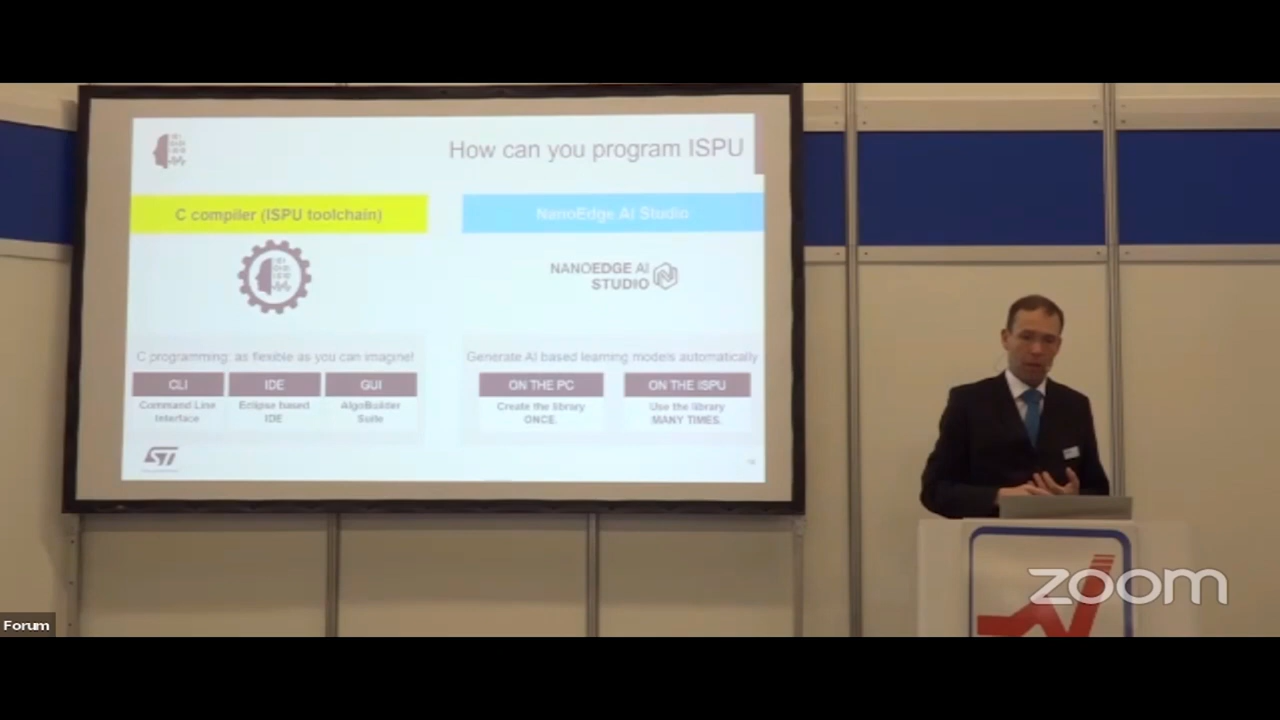 How can you program ISPU
C compiler (ISPU toolchain)
NanoEdge AI Studio
NANOEDGE AI
STUDIO
C programming: as flexible as you can imagine!
CLI
IDE
GUI
Command Line
Interface
Eclipse based
IDE
AlgoBuilder
Suite
Generate AI based learning models automatically
ON THE PC
ON THE ISPU
Create the library
ONCE.
Use the library
MANY TIMES.
ST
zoom
Forum